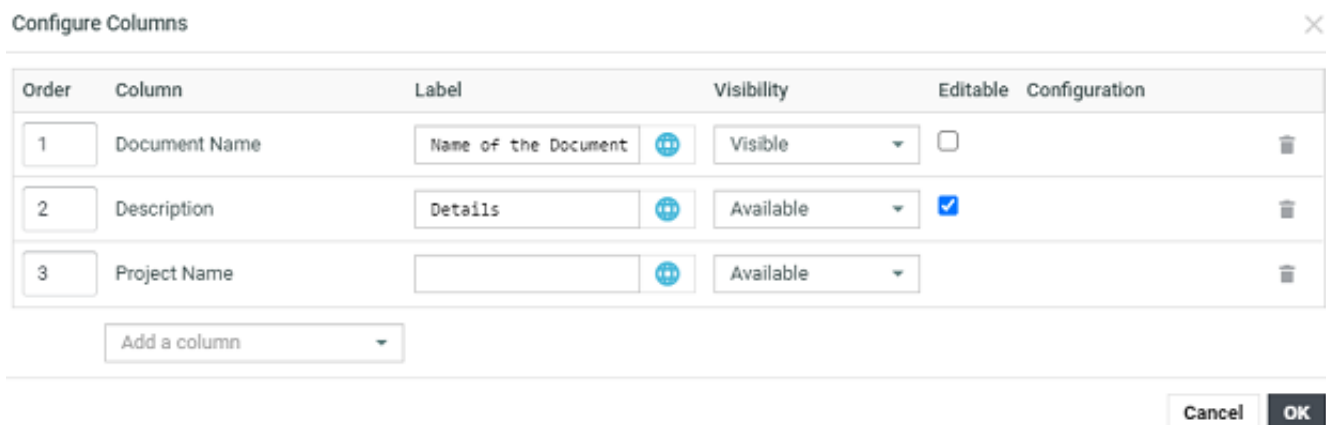 Configure Columns
Order Column Label Visibility Editable Configuration
1 Document Name Name of the Document Visible
2 Description Details Available
3 Project Name Available
Add a column
Cancel OK